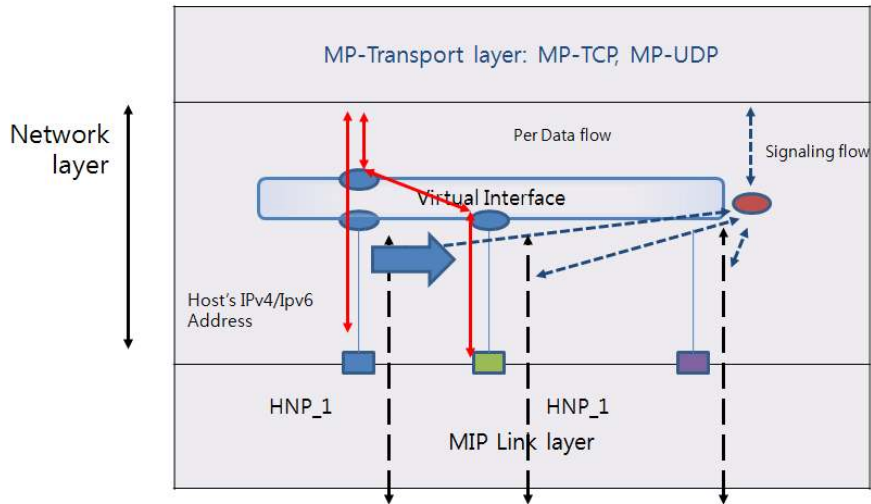 MP-Transport layer: MP-TCP, MP-UDP
Network
layer
Per Data flow
Signaling flow
Virtual Interface
Host's IPv4/Ipv6
Address
HNP_1
HNP_1
MIP Link layer